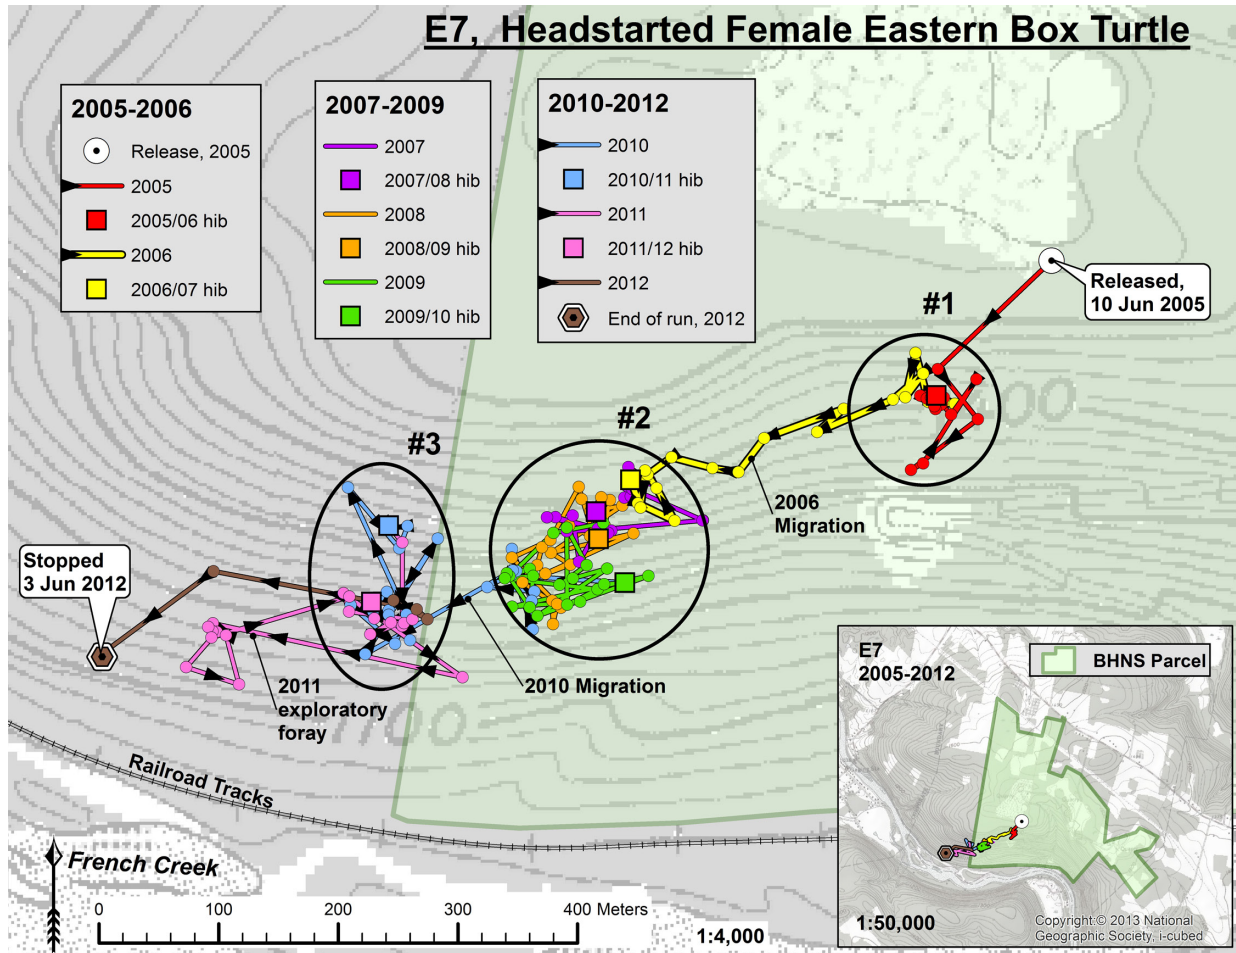 E7,  Headstarted Female Eastern Box Turtle
2005-2006
Release, 2005
2005
2005/06 hib
2006
2006/07 hib
2007-2009
2007
2007/08 hib
2008
2008/09 hib
2009
2009/10 hib
2010-2012
2010
2010/11 hib
2011
2011/12 hib
2012
End of run, 2012
Released,
10 Jun 2005
#1
#2
#3
2006
Migration
Stopped
3 Jun 2012
2010 Migration
2011
exploratory
foray
Railroad Tracks
French Creek
0 100 200 300 400 Meters
1:4,000
E7
2005-2012
BHNS Parcel
1:50,000
Copyright:© 2013 National
Geographic Society, i-cubed